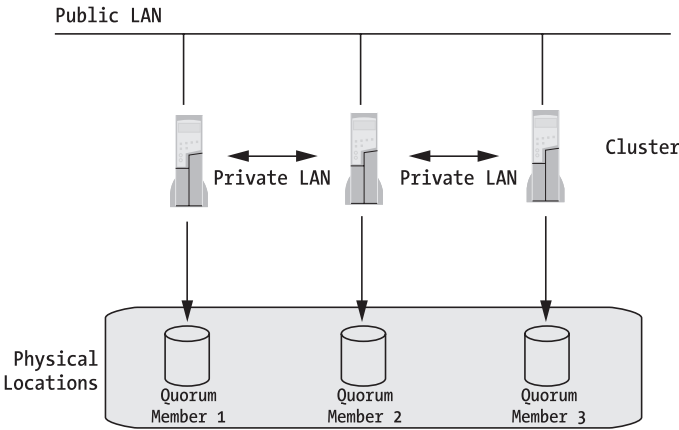 Public LAN
Cluster
Private LAN
Private LAN
Physical
Locations
Quorum
Member 1
Quorum
Member 2
Quorum
Member 3